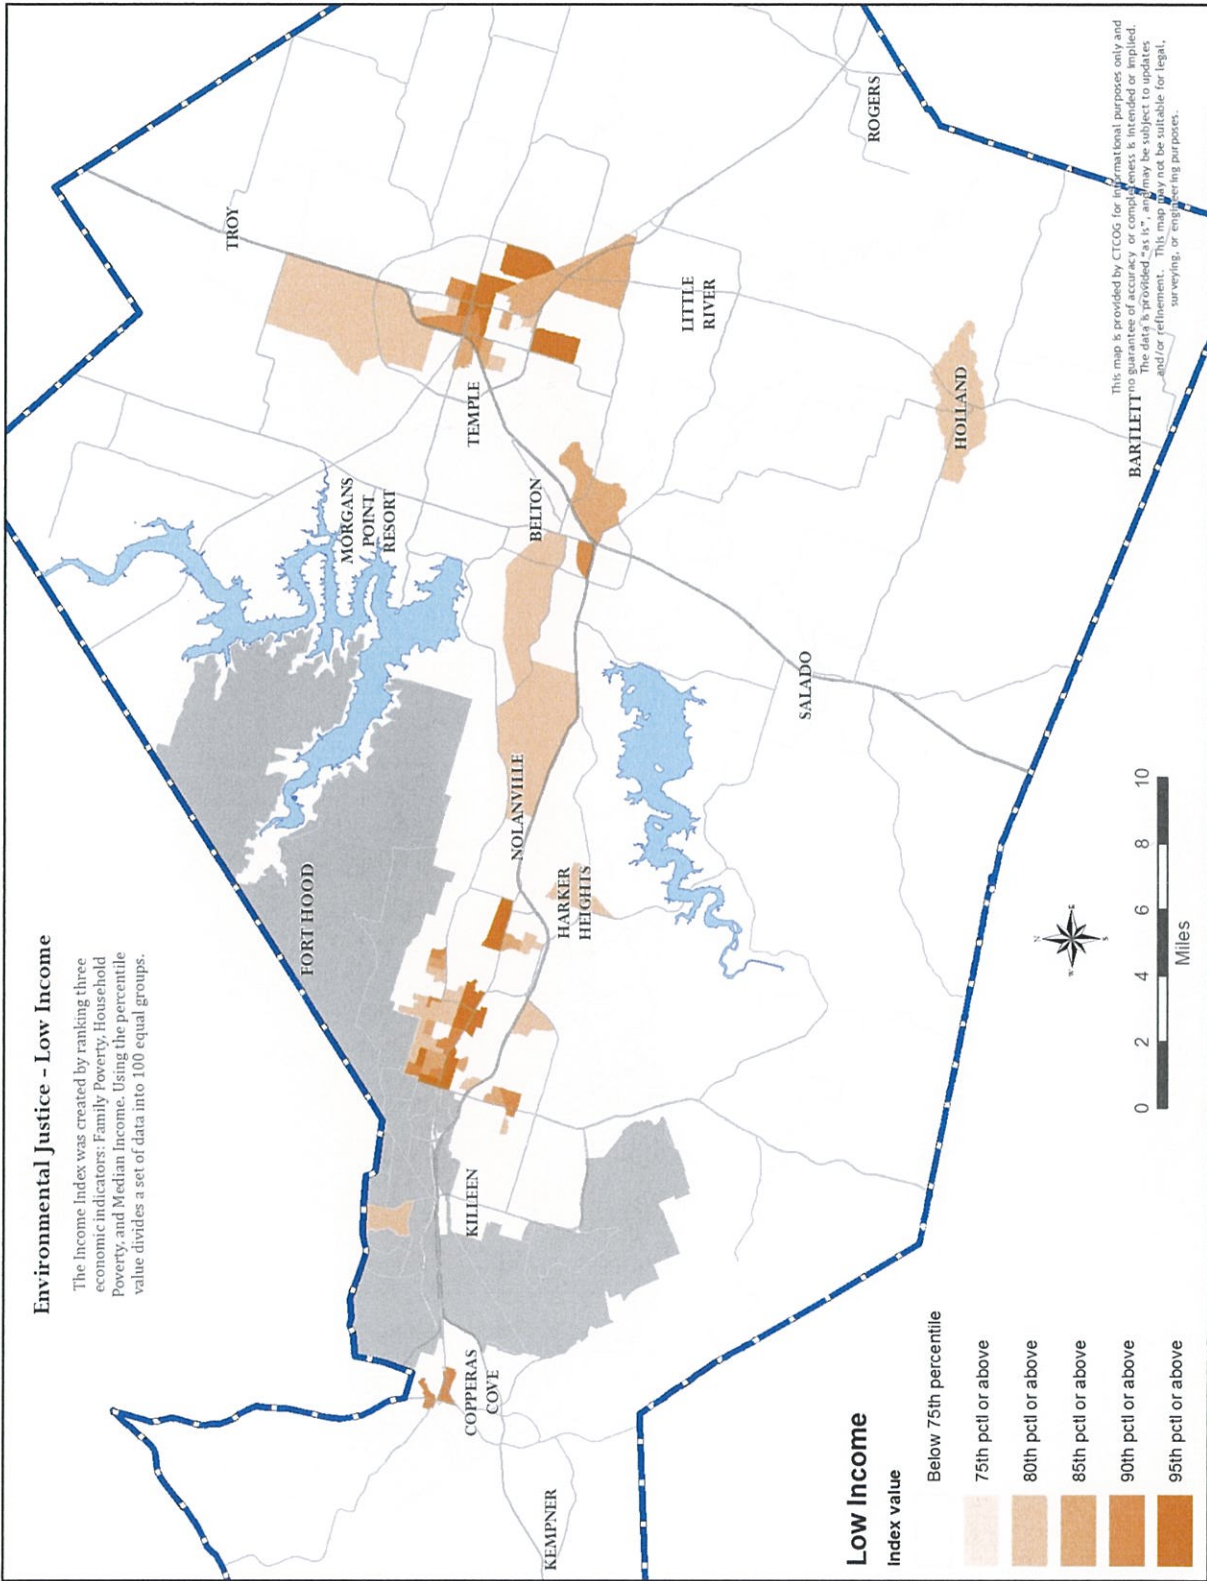 Environmental Justice - Low Income
The Income Index was created by ranking three
economic indicators: Family Poverty, Household
Poverty, and Median Income. Using the percentile
value divides a set of data into 100 equal groups.
FORT HOOD
MORGANS
POINT
RESORT
TROY
TEMPLE
BELTON
LITTLE
RIVER
ROGERS
NOLANVILLE
HARKER
HEIGHTS
KILLEEN
COPPERAS
COVE
KEMPNER
SALADO
HOLLAND
BARTLETT
Low Income
Index value
Below 75th percentile
75th pctl or above
80th pctl or above
85th pctl or above
90th pctl or above
95th pctl or above
N
W
E
S
0 2 4 6 8 10
Miles
This map is provided by CTCOG for informational purposes only and
no guarantee of accuracy or completeness is intended or implied.
The data is provided "as is", and may be subject to updates
and/or refinement. This map may not be suitable for legal,
surveying, or engineering purposes.